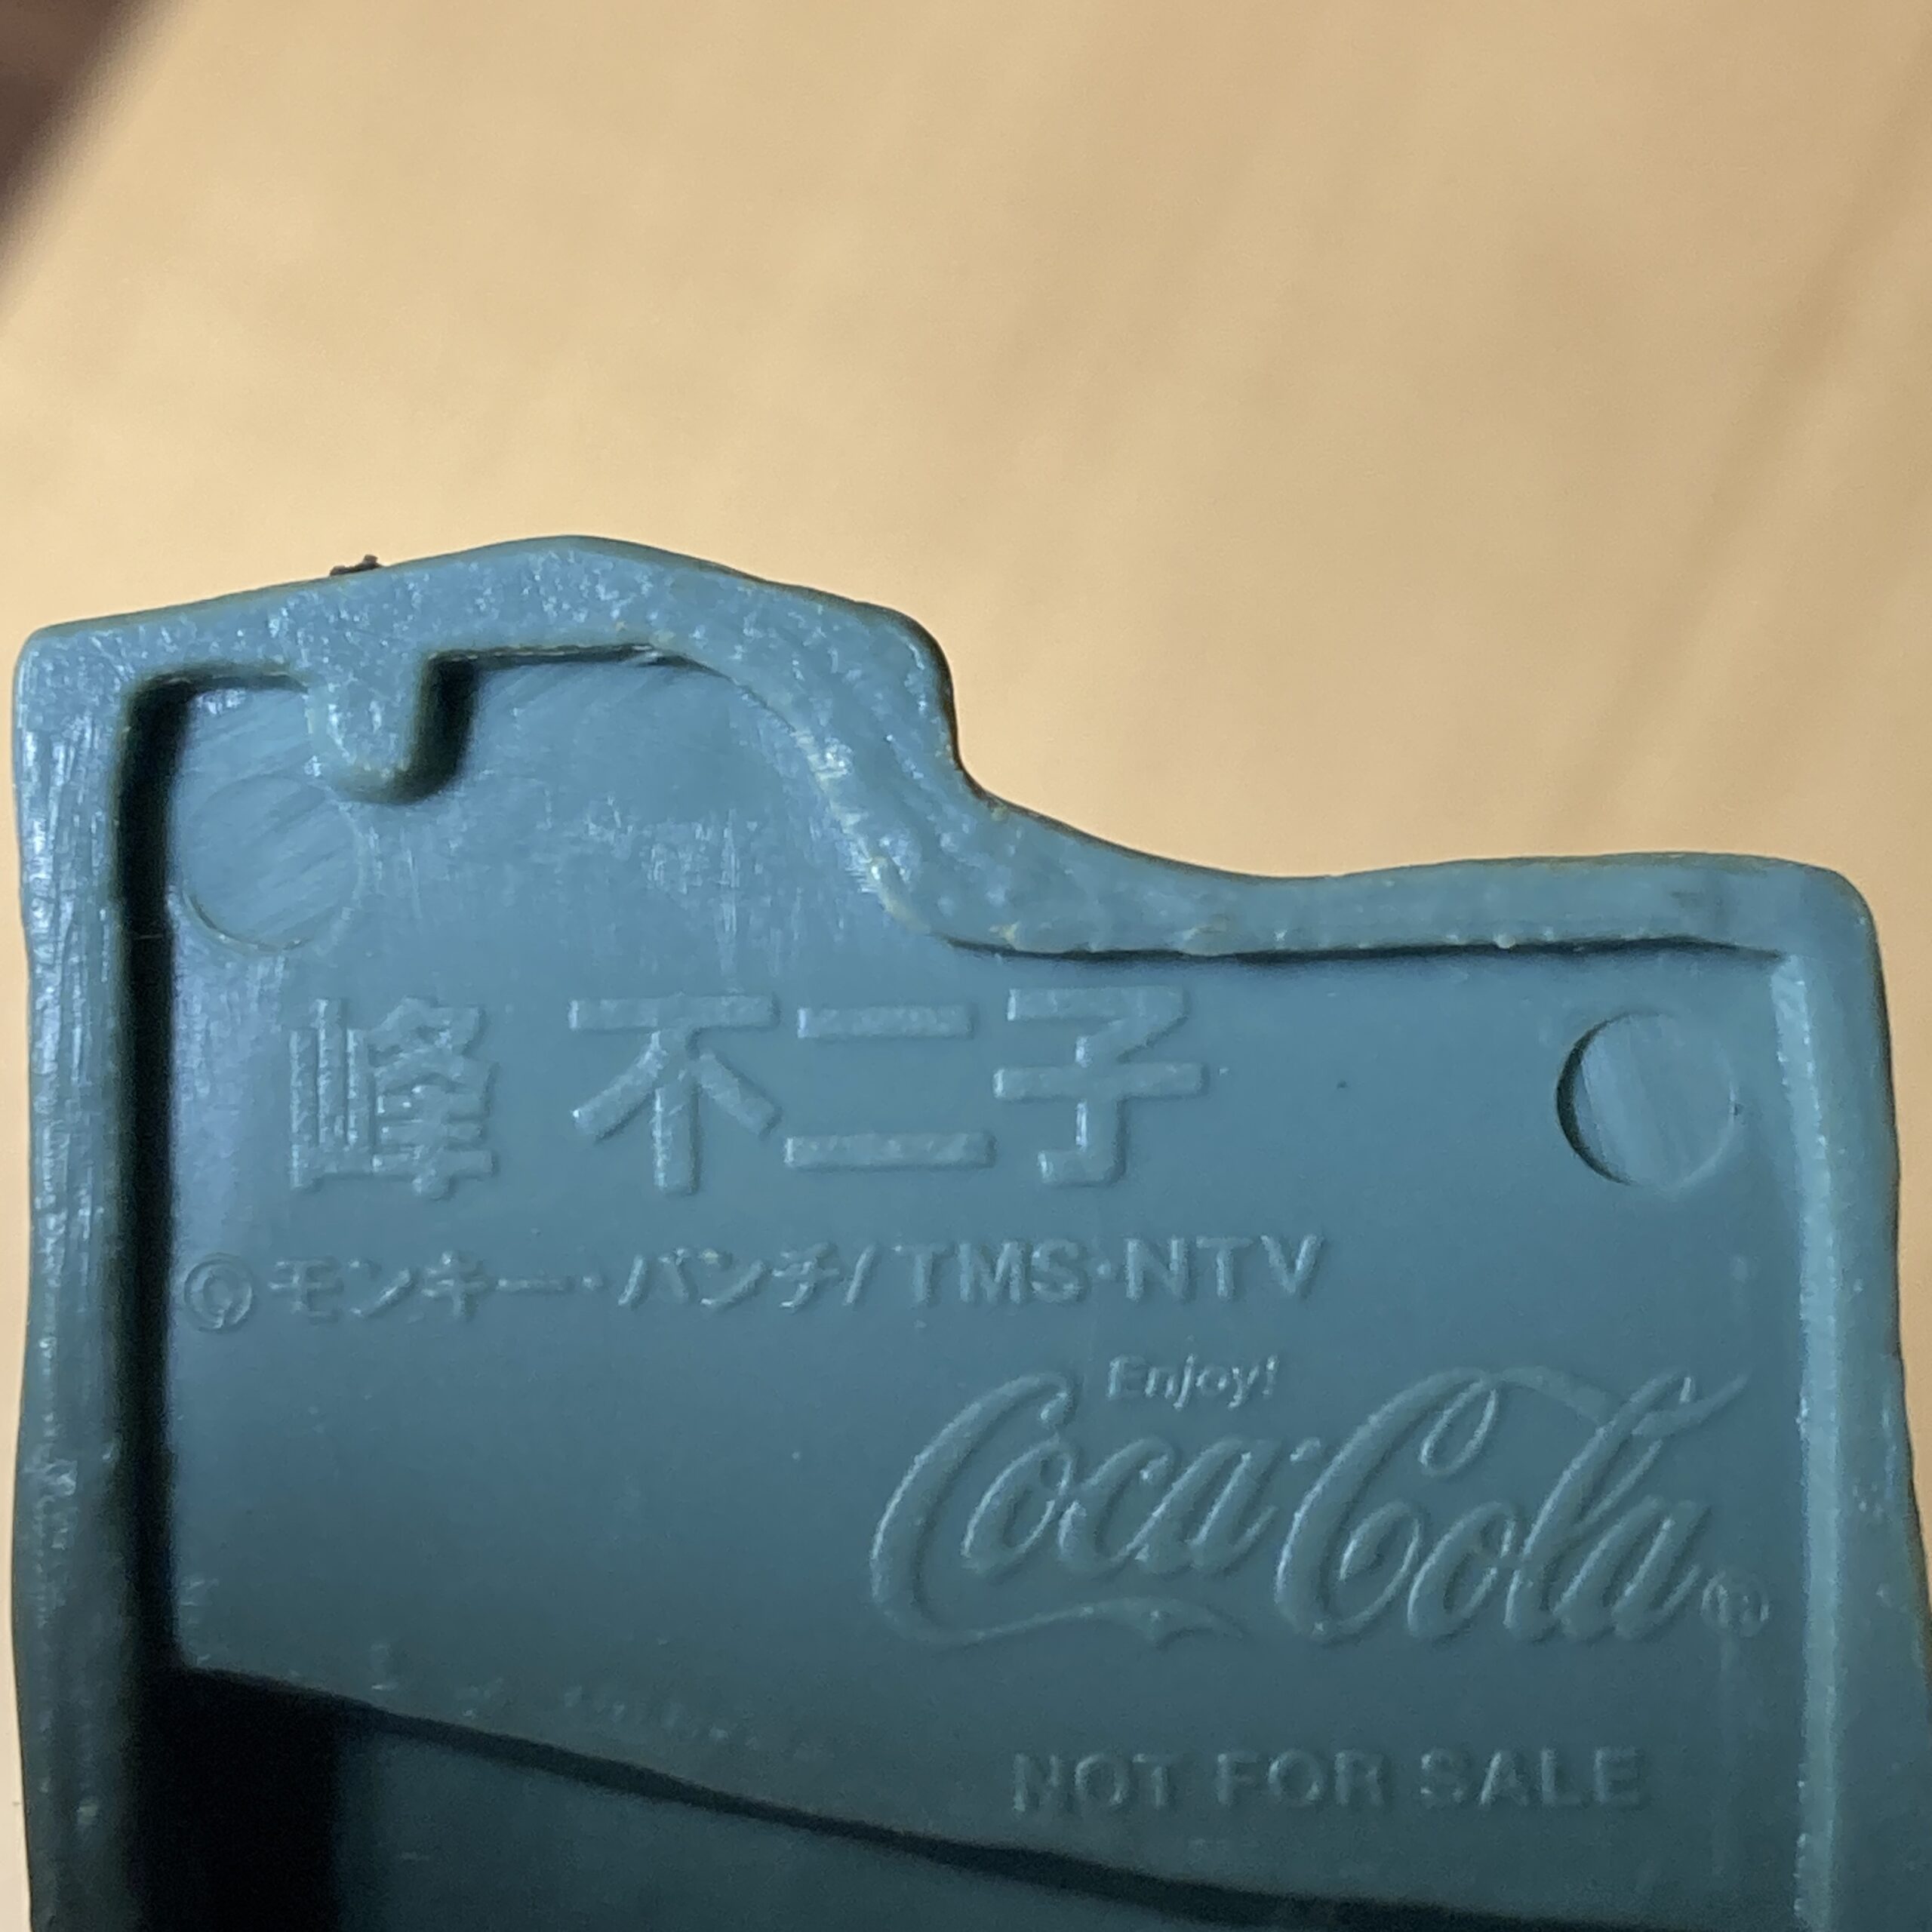 峰 不二子
©モンキー・パンチ/TMS・NTV
Enjoy!
Coca-Cola®
NOT FOR SALE